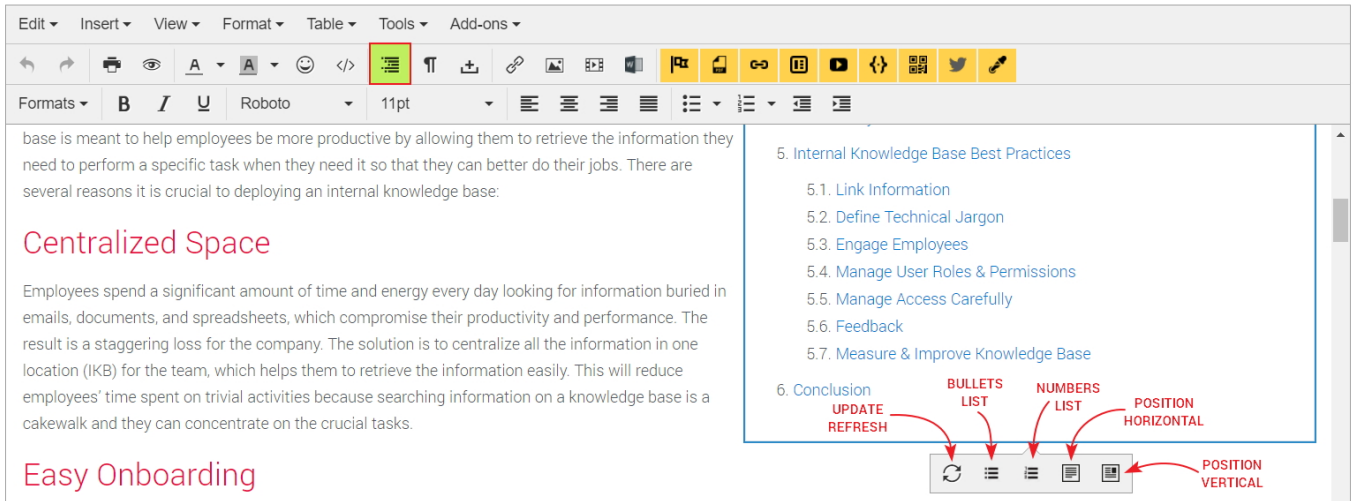 Edit Insert View Format Table Tools Add-ons
A A
Formats B I U Roboto 11pt
base is meant to help employees be more productive by allowing them to retrieve the information they
need to perform a specific task when they need it so that they can better do their jobs. There are
several reasons it is crucial to deploying an internal knowledge base:
Centralized Space
Employees spend a significant amount of time and energy every day looking for information buried in
emails, documents, and spreadsheets, which compromise their productivity and performance. The
result is a staggering loss for the company. The solution is to centralize all the information in one
location (IKB) for the team, which helps them to retrieve the information easily. This will reduce
employees' time spent on trivial activities because searching information on a knowledge base is a
cakewalk and they can concentrate on the crucial tasks.
Easy Onboarding
5. Internal Knowledge Base Best Practices
5.1. Link Information
5.2. Define Technical Jargon
5.3. Engage Employees
5.4. Manage User Roles & Permissions
5.5. Manage Access Carefully
5.6. Feedback
5.7. Measure & Improve Knowledge Base
6. Conclusion
UPDATE
REFRESH
BULLETS
LIST
NUMBERS
LIST
POSITION
HORIZONTAL
POSITION
VERTICAL